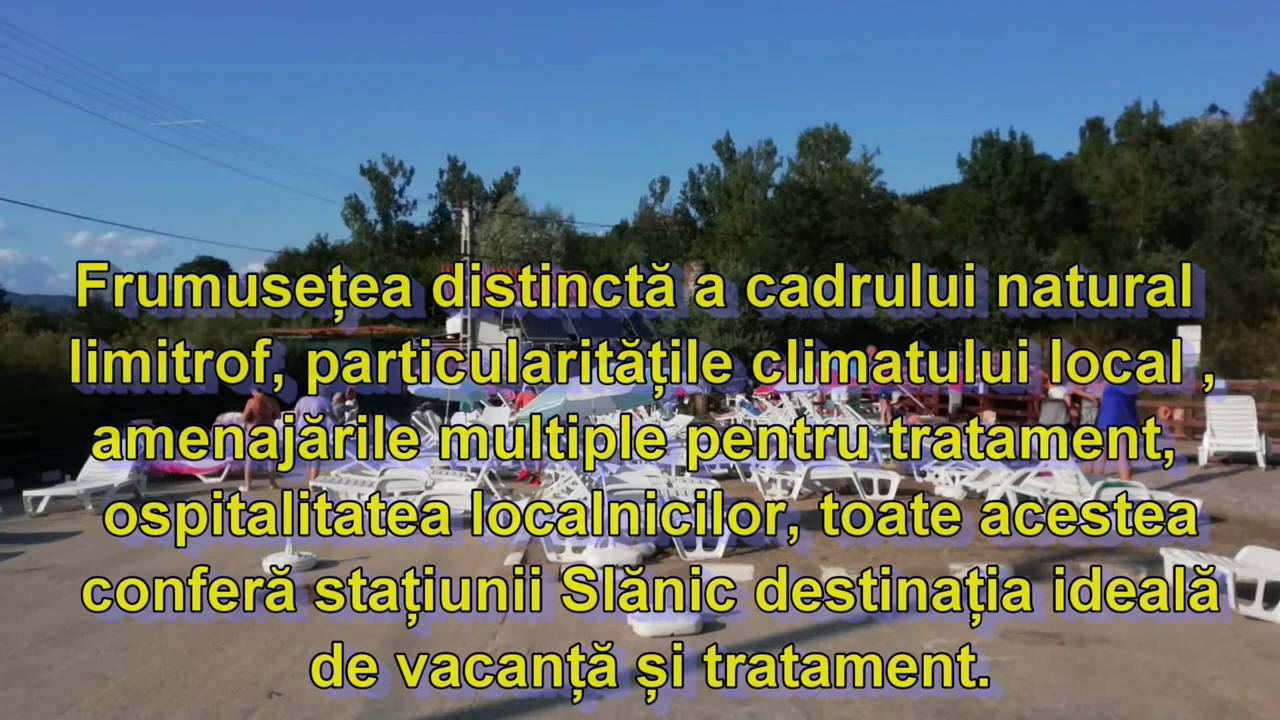 Frumusețea distinctă a cadrului natural
limitrof, particularitățile climatului local ,
amenajările multiple pentru tratament,
ospitalitatea localnicilor, toate acestea
conferă stațiunii Slănic destinația ideală
de vacanță și tratament.